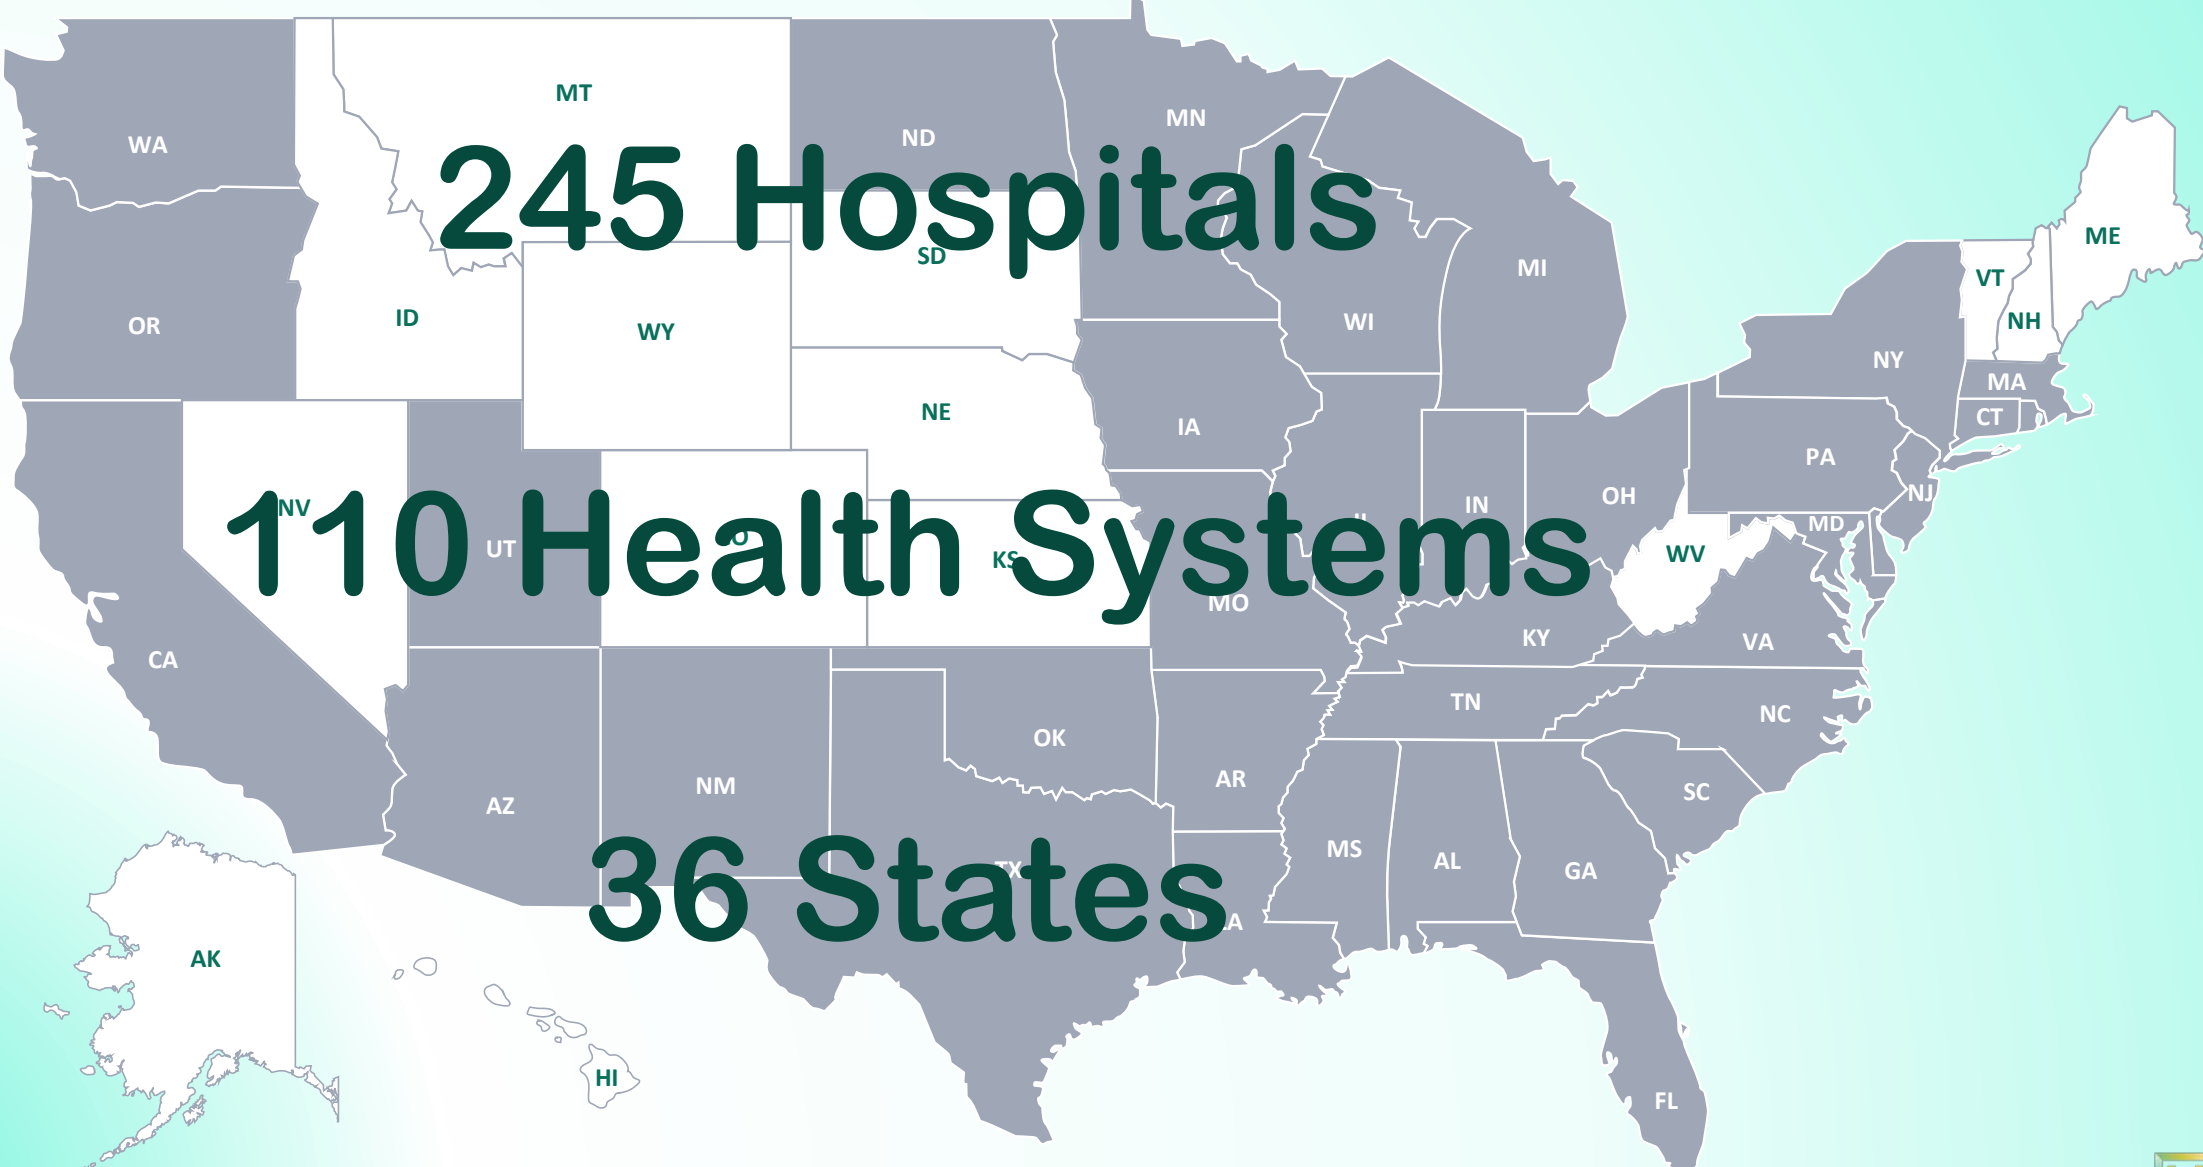 MT
WA
ND
MN
245 Hospitals
ME
SD
MI
VT
ID
NH
WI
OR
WY
NY
MA
NE
CT
IA
PA
NJ
OH
IN
NV
MD
110 Health Systems
UT
WV
KS
MO
KY
VA
CA
TN
NC
OK
AR
NM
SC
AZ
MS
AL
GA
TX
36 States
LA
AK
HI
FL